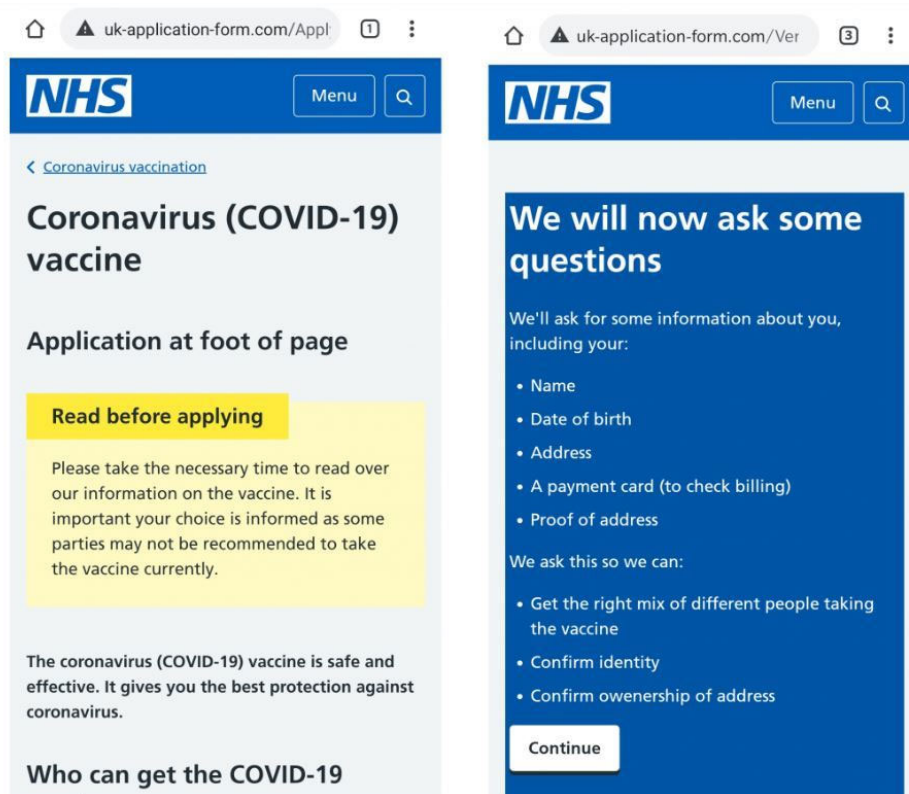 uk-application-form.com/Appl
1
NHS
Menu
Coronavirus vaccination
Coronavirus (COVID-19)
vaccine
Application at foot of page
Read before applying
Please take the necessary time to read over
our information on the vaccine. It is
important your choice is informed as some
parties may not be recommended to take
the vaccine currently.
The coronavirus (COVID-19) vaccine is safe and
effective. It gives you the best protection against
coronavirus.
Who can get the COVID-19
uk-application-form.com/Ver
3
NHS
Menu
We will now ask some
questions
We'll ask for some information about you,
including your:
• Name
• Date of birth
• Address
• A payment card (to check billing)
• Proof of address
We ask this so we can:
• Get the right mix of different people taking
the vaccine
• Confirm identity
• Confirm owenership of address
Continue